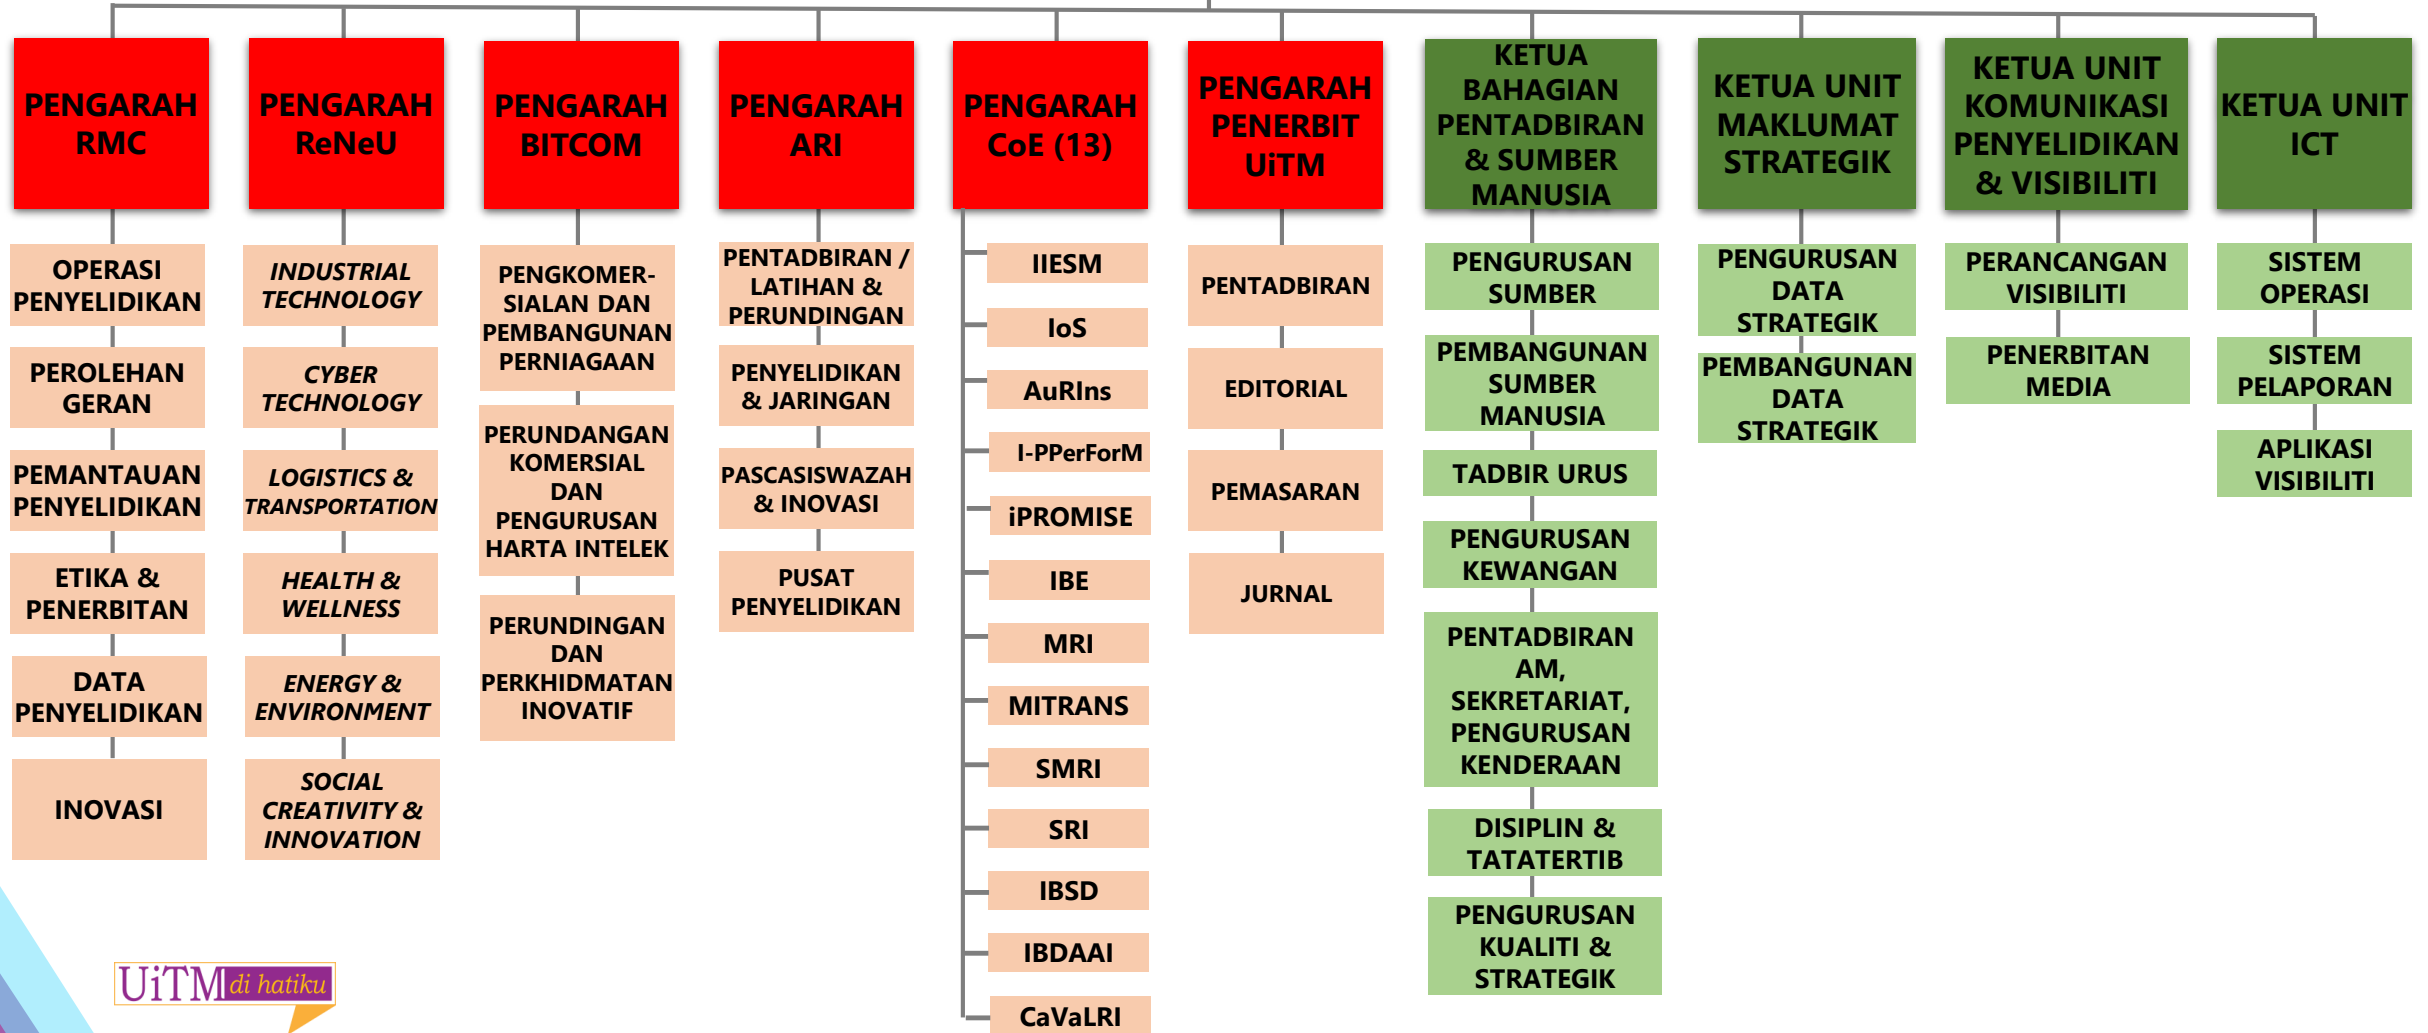 PENGARAH
RMC
OPERASI
PENYELIDIKAN
PEROLEHAN
GERAN
PEMANTAUAN
PENYELIDIKAN
ETIKA &
PENERBITAN
DATA
PENYELIDIKAN
INOVASI
PENGARAH
ReNeU
INDUSTRIAL
TECHNOLOGY
CYBER
TECHNOLOGY
LOGISTICS &
TRANSPORTATION
HEALTH &
WELLNESS
ENERGY &
ENVIRONMENT
SOCIAL
CREATIVITY &
INNOVATION
PENGARAH
BITCOM
PENGKOMER-
SIALAN DAN
PEMBANGUNAN
PERNIAGAAN
PERUNDANGAN
KOMERSIAL
DAN
PENGURUSAN
HARTA INTELEK
PERUNDINGAN
DAN
PERKHIDMATAN
INOVATIF
PENGARAH
ARI
PENTADBIRAN /
LATIHAN &
PERUNDINGAN
PENYELIDIKAN
& JARINGAN
PASCASISWAZAH
& INOVASI
PUSAT
PENYELIDIKAN
PENGARAH
CoE (13)
IIESM
IoS
AuRIns
I-PPerForM
iPROMISE
IBE
MRI
MITRANS
SMRI
SRI
IBSD
IBDAAI
CaVaLRI
PENGARAH
PENERBIT
UiTM
PENTADBIRAN
EDITORIAL
PEMASARAN
JURNAL
KETUA
BAHAGIAN
PENTADBIRAN
& SUMBER
MANUSIA
PENGURUSAN
SUMBER
PEMBANGUNAN
SUMBER
MANUSIA
TADBIR URUS
PENGURUSAN
KEWANGAN
PENTADBIRAN
AM,
SEKRETARIAT,
PENGURUSAN
KENDERAAN
DISIPLIN &
TATATERTIB
PENGURUSAN
KUALITI &
STRATEGIK
KETUA UNIT
MAKLUMAT
STRATEGIK
PENGURUSAN
DATA
STRATEGIK
PEMBANGUNAN
DATA
STRATEGIK
KETUA UNIT
KOMUNIKASI
PENYELIDIKAN
& VISIBILITI
PERANCANGAN
VISIBILITI
PENERBITAN
MEDIA
KETUA UNIT
ICT
SISTEM
OPERASI
SISTEM
PELAPORAN
APLIKASI
VISIBILITI
UiTM di hatiku